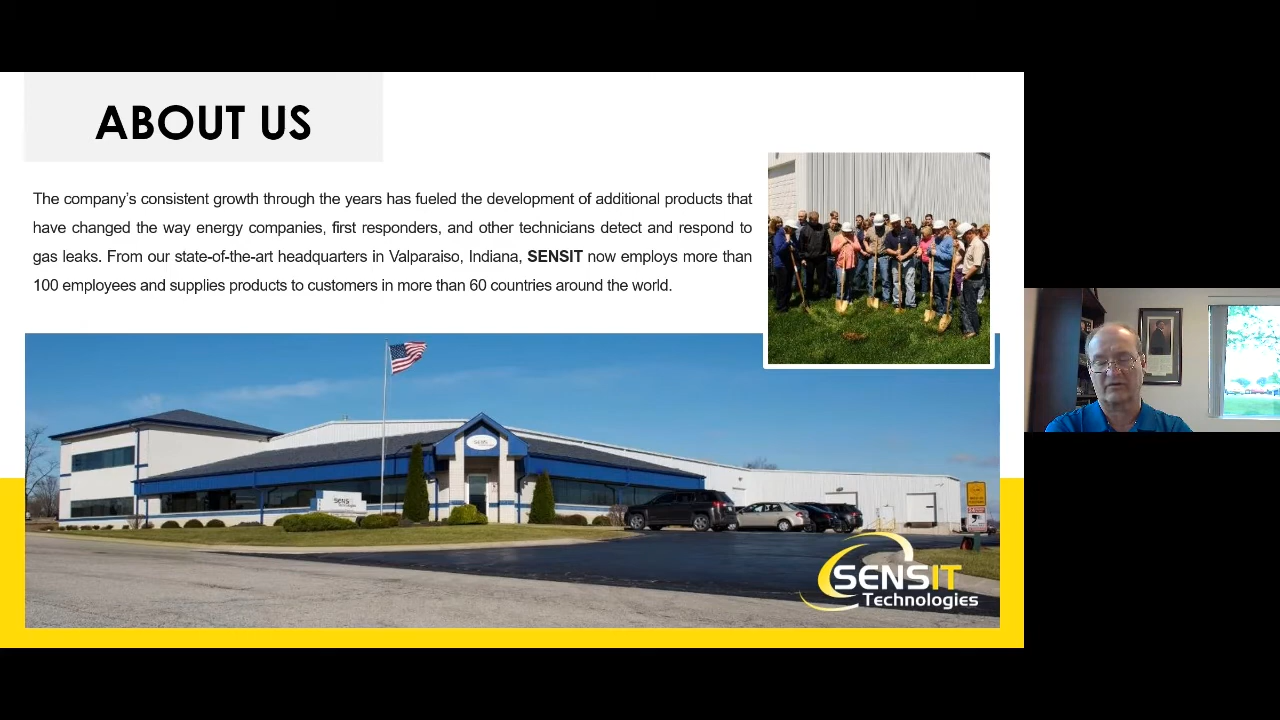 ABOUT US
The company's consistent growth through the years has fueled the development of additional products that
have changed the way energy companies, first responders, and other technicians detect and respond to
gas leaks. From our state-of-the-art headquarters in Valparaiso, Indiana, SENSIT now employs more than
100 employees and supplies products to customers in more than 60 countries around the world.
SENSIT
Technologies